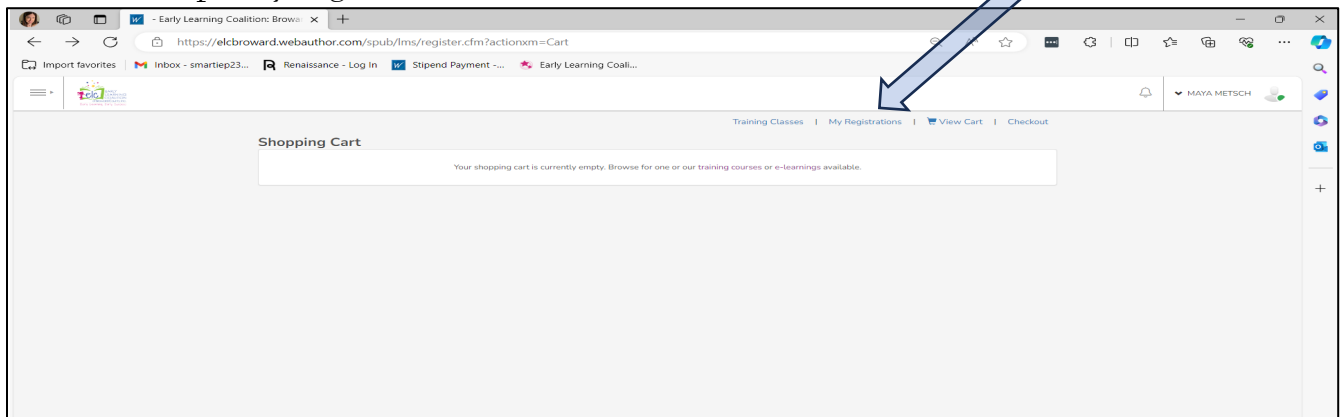 - Early Learning Coalition: Browar
https://elcbroward.webauthor.com/spub/lms/register.cfm?actionxm=Cart
Import favorites
Inbox - smartiep23...
Renaissance - Log In
Stipend Payment -...
Early Learning Coali...
elc
MAYA METSCH
Training Classes | My Registrations | View Cart | Checkout
Shopping Cart
Your shopping cart is currently empty. Browse for one or our training courses or e-learnings available.